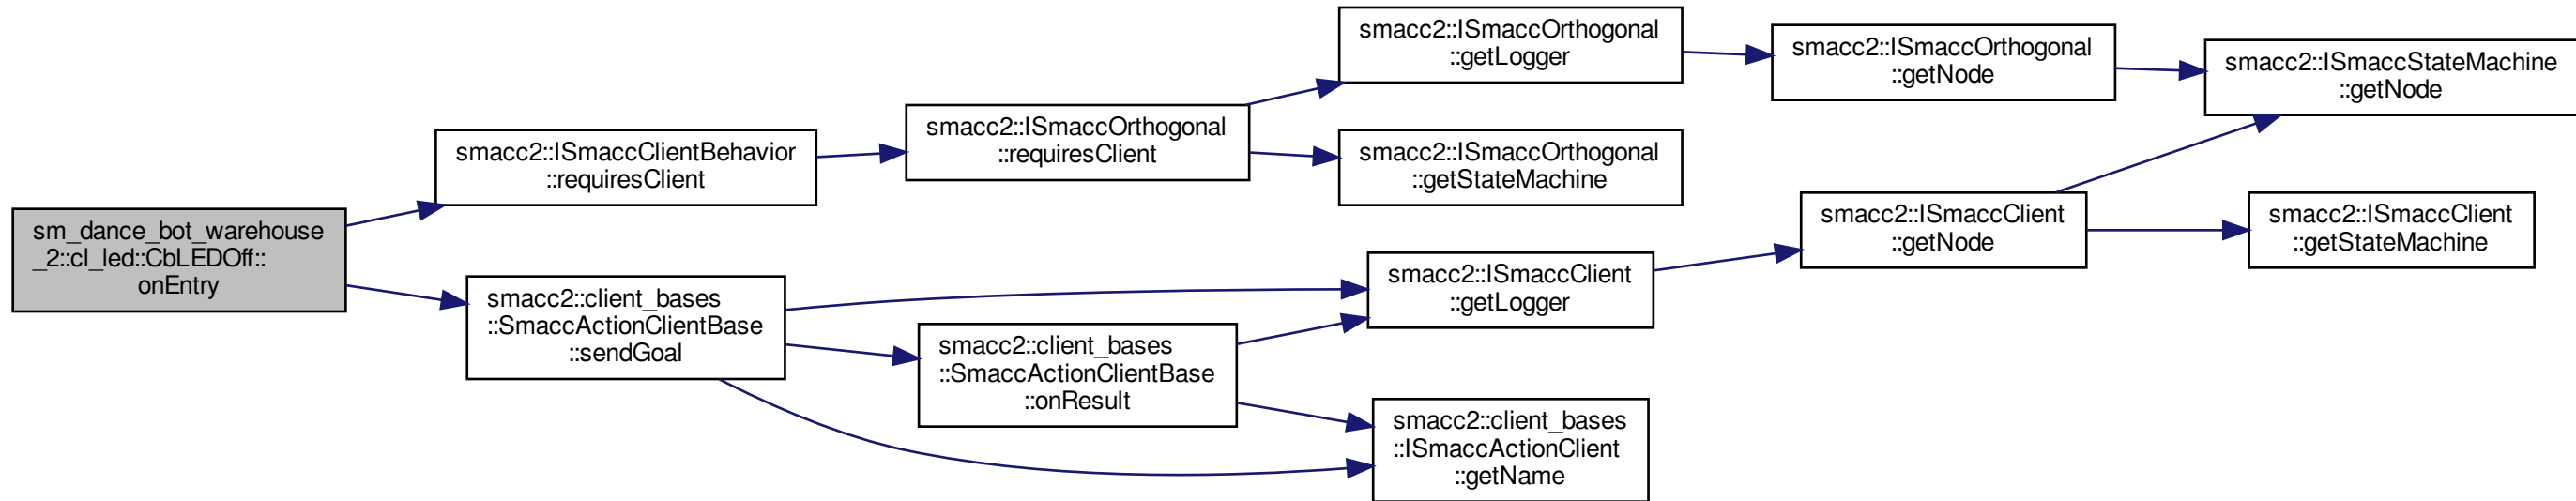 sm_dance_bot_warehouse
_2::cl_led::CbLEDOff::
onEntry
smacc2::ISmaccClientBehavior
::requiresClient
smacc2::ISmaccOrthogonal
::requiresClient
smacc2::ISmaccOrthogonal
::getLogger
smacc2::ISmaccOrthogonal
::getNode
smacc2::ISmaccStateMachine
::getNode
smacc2::ISmaccOrthogonal
::getStateMachine
smacc2::client_bases
::SmaccActionClientBase
::sendGoal
smacc2::client_bases
::SmaccActionClientBase
::onResult
smacc2::ISmaccClient
::getLogger
smacc2::ISmaccClient
::getNode
smacc2::ISmaccClient
::getStateMachine
smacc2::client_bases
::ISmaccActionClient
::getName